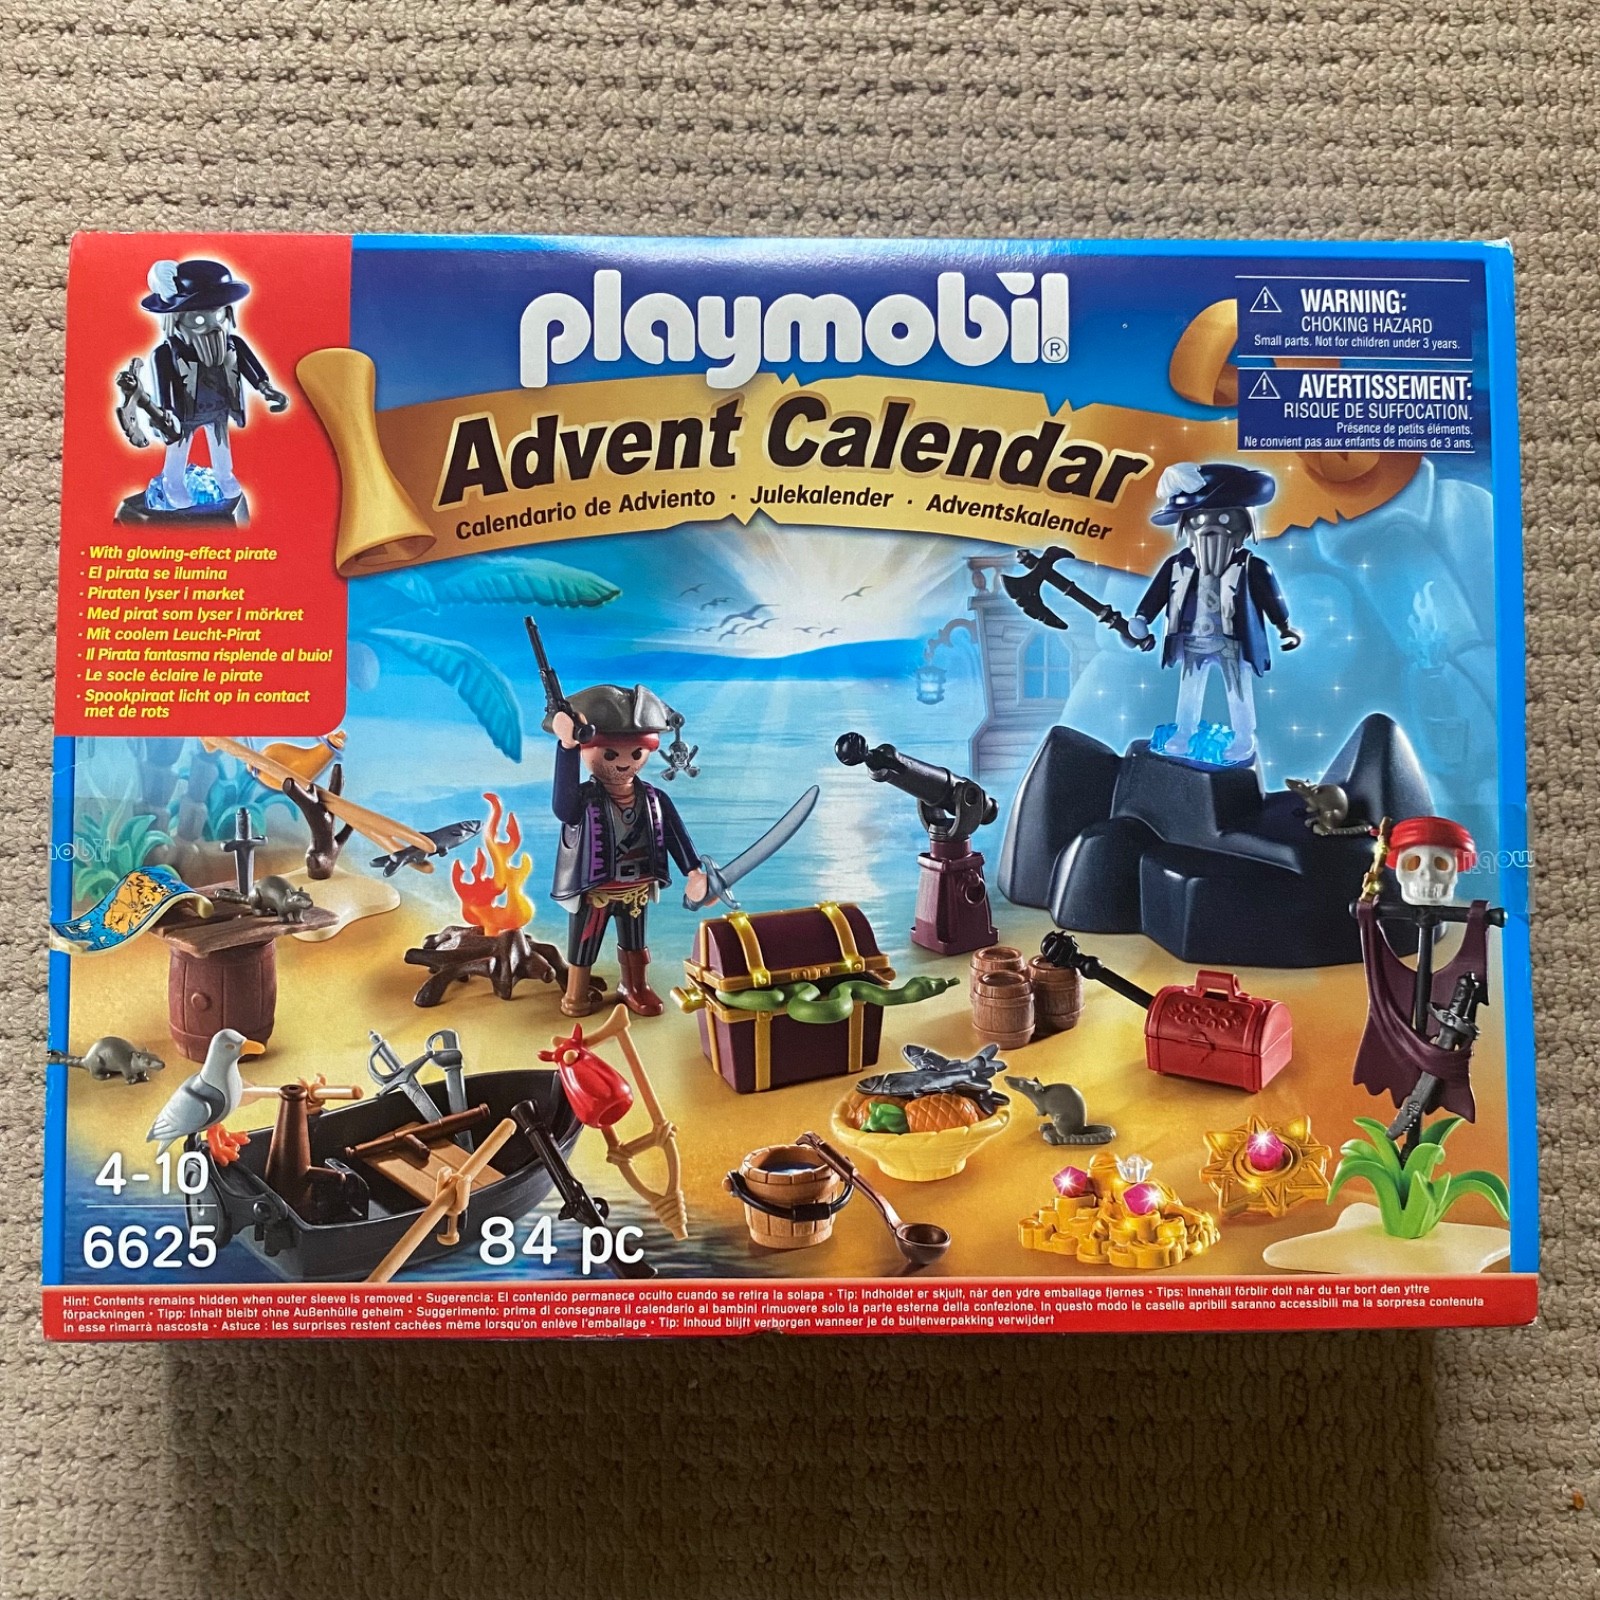 playmobil®
Advent Calendar
Calendario de Adviento · Julekalender · Adventskalender
WARNING:
CHOKING HAZARD
Small parts. Not for children under 3 years.
AVERTISSEMENT:
RISQUE DE SUFFOCATION.
Présence de petits éléments.
Ne convient pas aux enfants de moins de 3 ans.
· With glowing-effect pirate
· El pirata se ilumina
· Piraten lyser i mørket
· Med pirat som lyser i mörkret
· Mit coolem Leucht-Pirat
· Il Pirata fantasma risplende al buio!
· Le socle éclaire le pirate
· Spookpiraat licht op in contact
met de rots
4-10
6625
84 pc
Hint: Contents remains hidden when outer sleeve is removed · Sugerencia: El contenido permanece oculto cuando se retira la solapa · Tip: Indholdet er skjult, når den ydre emballage fjernes · Tips: Innehåll förblir dolt når du tar bort den yttre
förpackningen · Tipp: Inhalt bleibt ohne Außenhülle geheim · Suggerimento: prima di consegnare il calendario al bambini rimuovere solo la parte esterna della confezione. In questo modo le caselle apribili saranno accessibili ma la sorpresa contenuta
in esse rimarrà nascosta · Astuce : les surprises restent cachées même lorsqu'on enlève l'emballage · Tip: Inhoud blijft verborgen wanneer je de buitenverpakking verwijdert